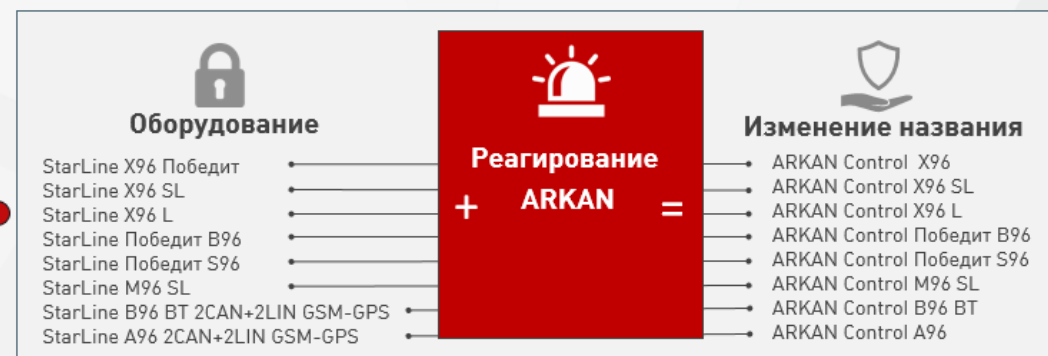 Оборудование
StarLine X96 Победит
StarLine X96 SL
StarLine X96 L
StarLine Победит B96
StarLine Победит S96
StarLine M96 SL
StarLine B96 BT 2CAN+2LIN GSM-GPS
StarLine A96 2CAN+2LIN GSM-GPS
Реагирование
+ ARKAN =
Изменение названия
ARKAN Control X96
ARKAN Control X96 SL
ARKAN Control X96 L
ARKAN Control Победит B96
ARKAN Control Победит S96
ARKAN Control M96 SL
ARKAN Control B96 BT
ARKAN Control A96